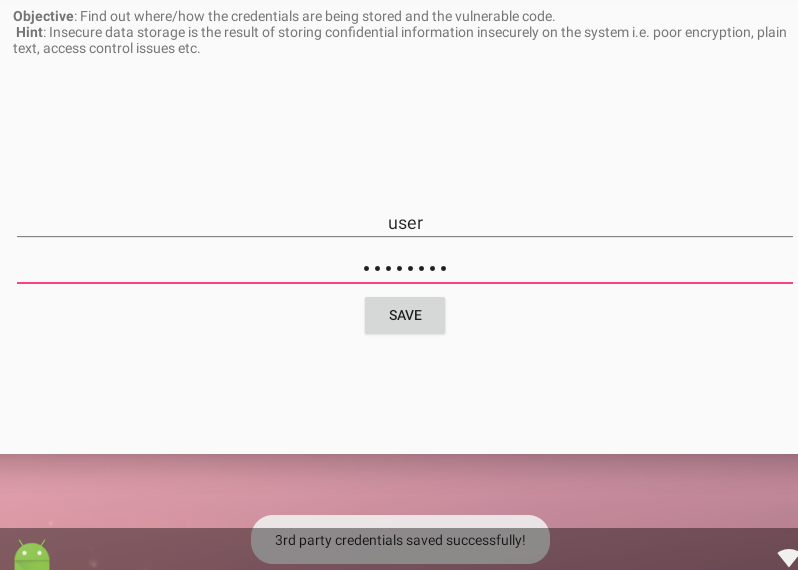 Objective: Find out where/how the credentials are being stored and the vulnerable code.
Hint: Insecure data storage is the result of storing confidential information insecurely on the system i.e. poor encryption, plain
text, access control issues etc.
user
••••••••
SAVE
3rd party credentials saved successfully!